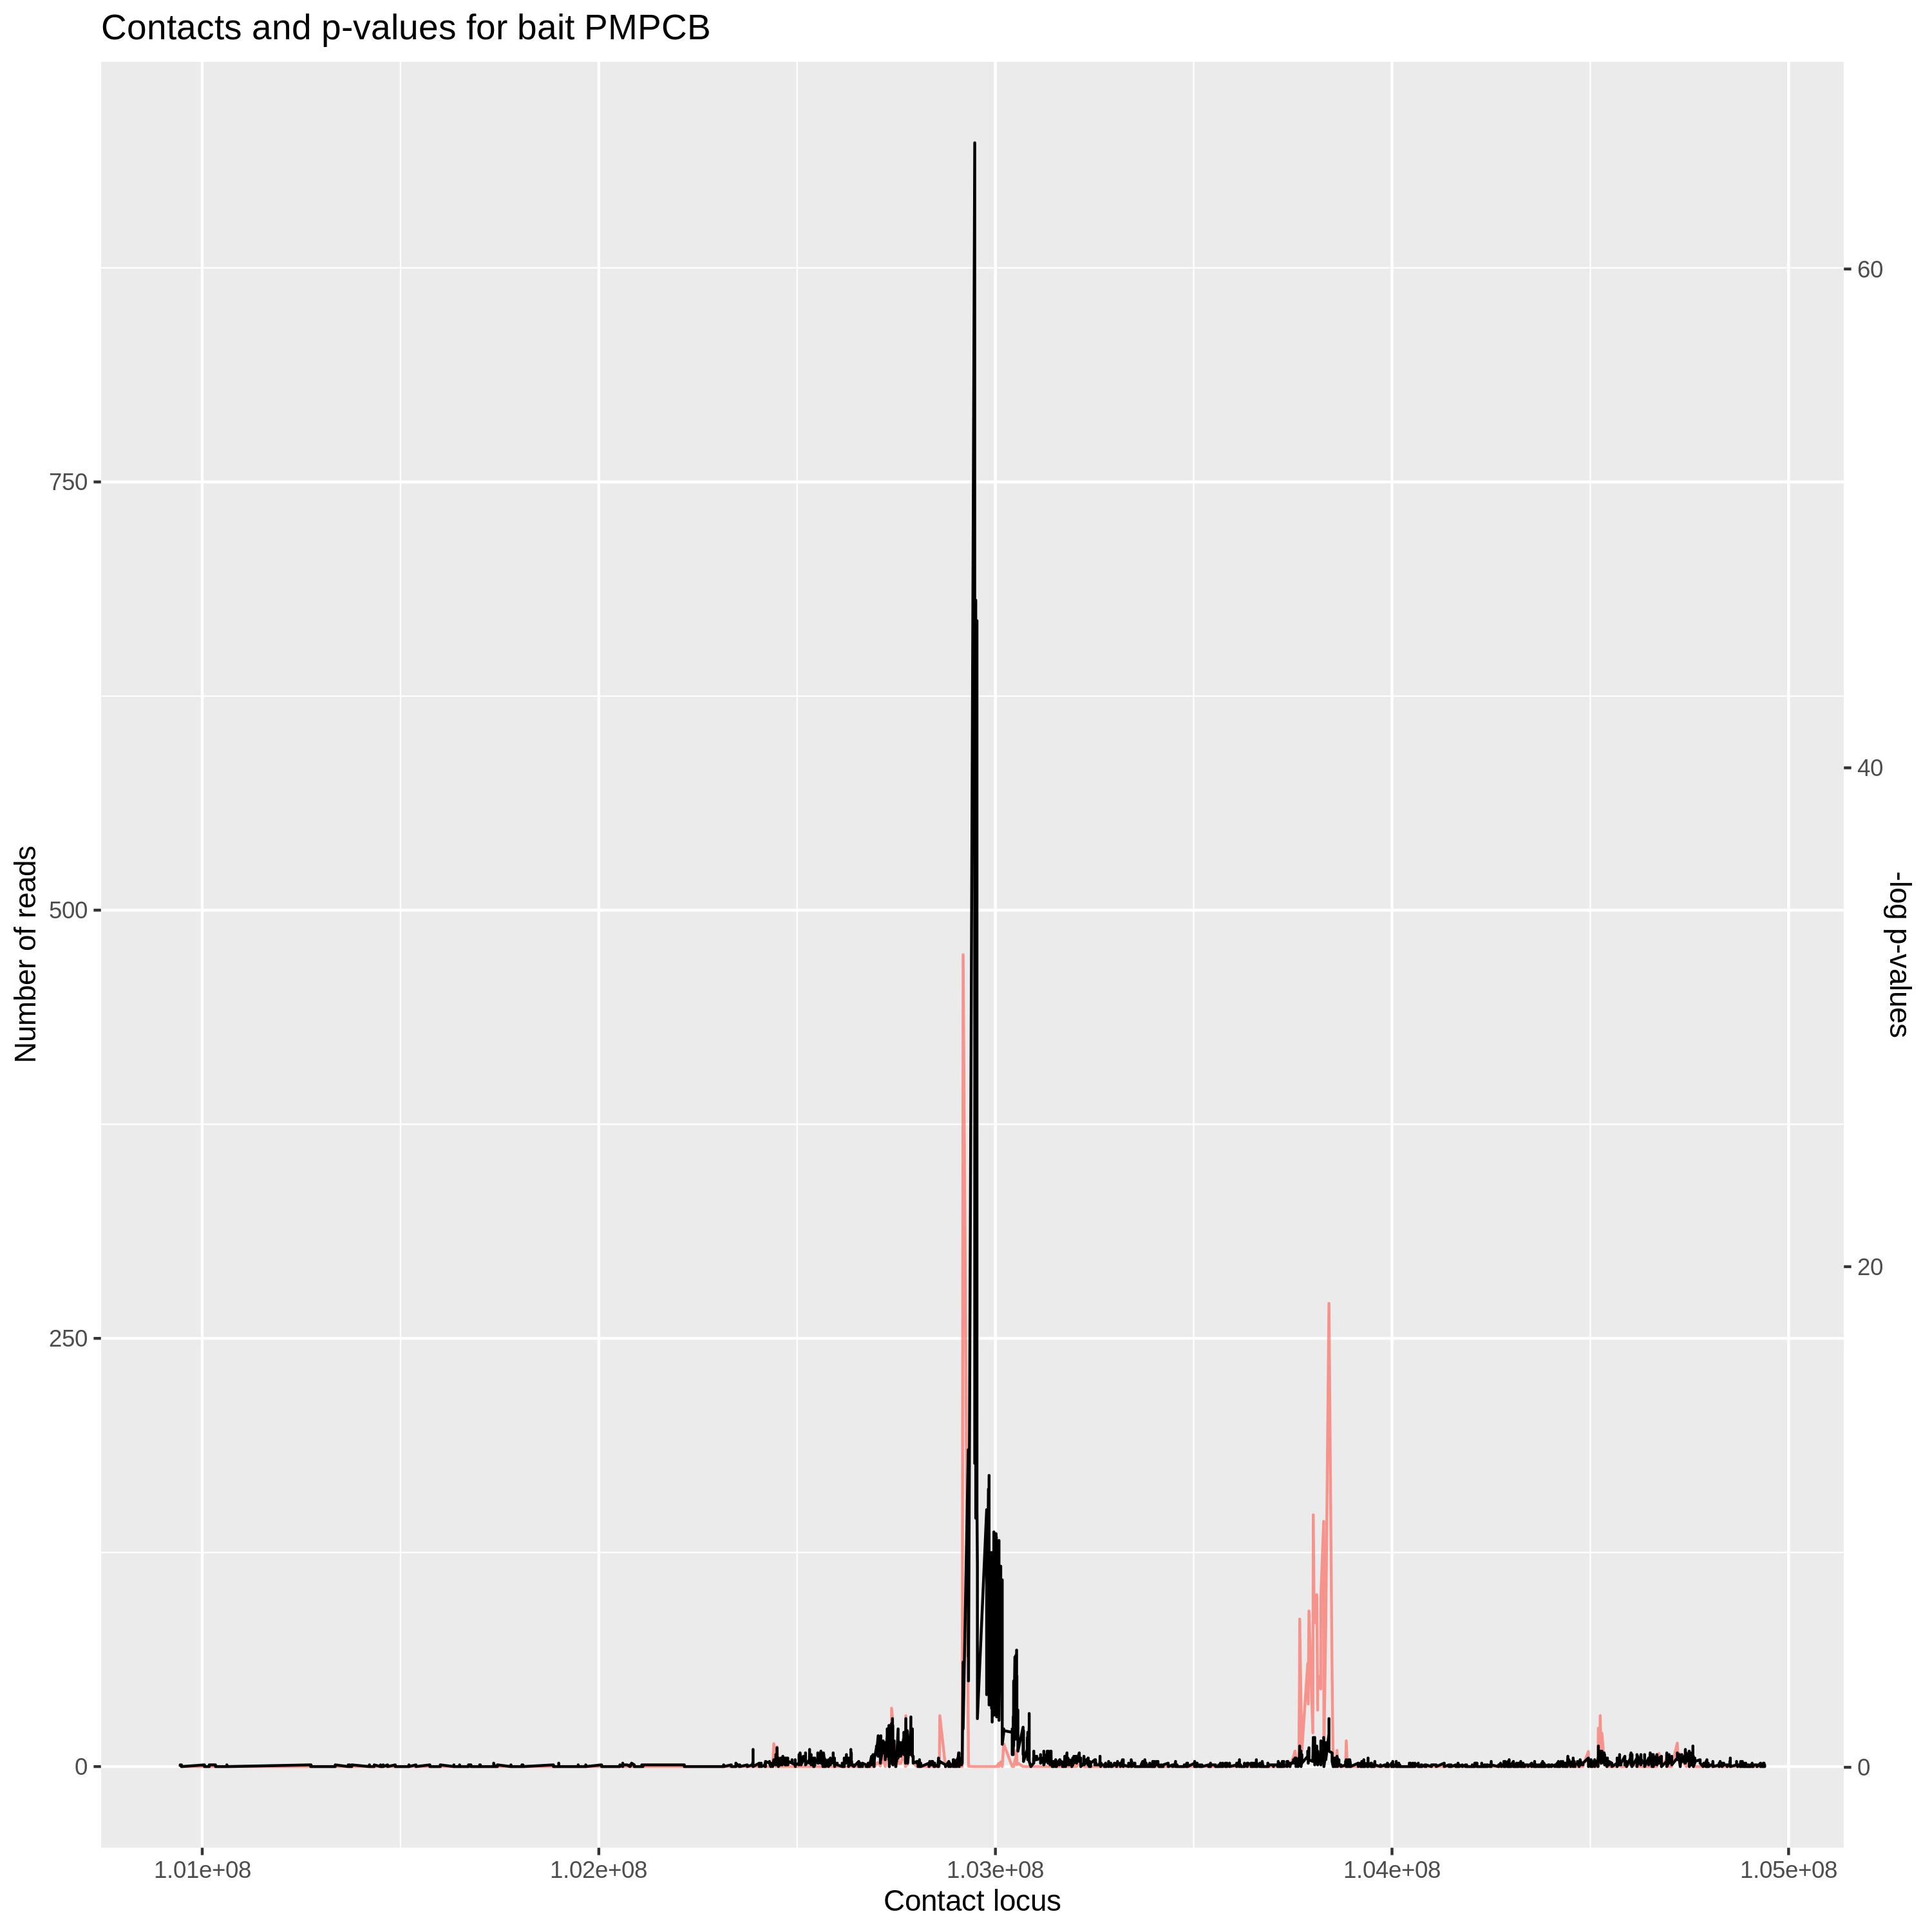 Contacts and p-values for bait PMPCB
Number of reads
750
500
250
0
60
40
20
0
-log p-values
1.01e+08
1.02e+08
1.03e+08
1.04e+08
1.05e+08
Contact locus